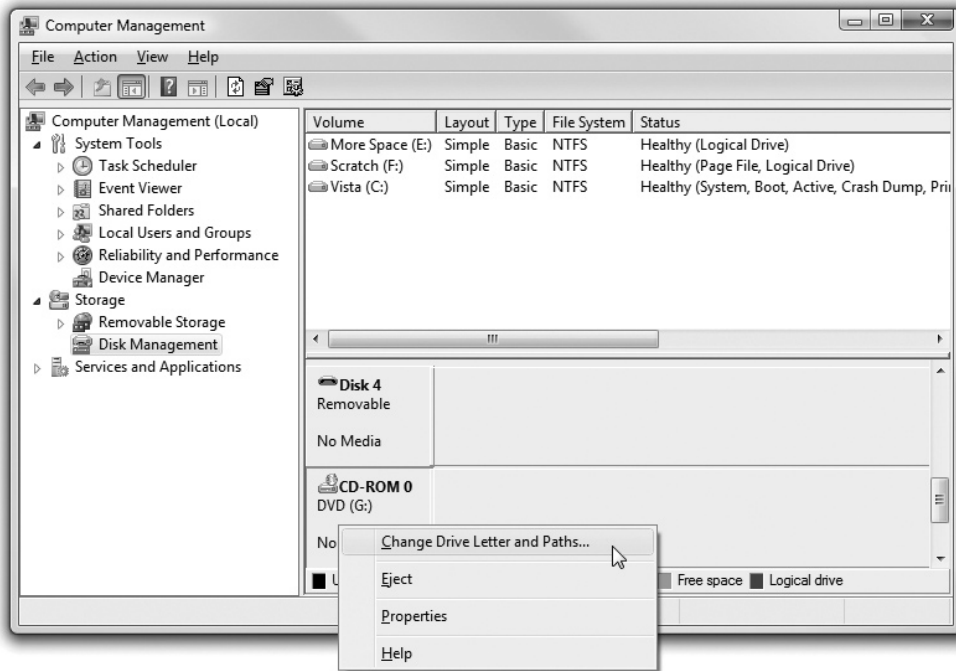 Computer Management
File Action View Help
Computer Management (Local)
System Tools
Task Scheduler
Event Viewer
Shared Folders
Local Users and Groups
Reliability and Performance
Device Manager
Storage
Removable Storage
Disk Management
Services and Applications
Volume Layout Type File System Status
More Space (E:) Simple Basic NTFS Healthy (Logical Drive)
Scratch (F:) Simple Basic NTFS Healthy (Page File, Logical Drive)
Vista (C:) Simple Basic NTFS Healthy (System, Boot, Active, Crash Dump, Pri
Disk 4
Removable
No Media
CD-ROM 0
DVD (G:)
No
Change Drive Letter and Paths...
Eject
Properties
Help
Free space Logical drive